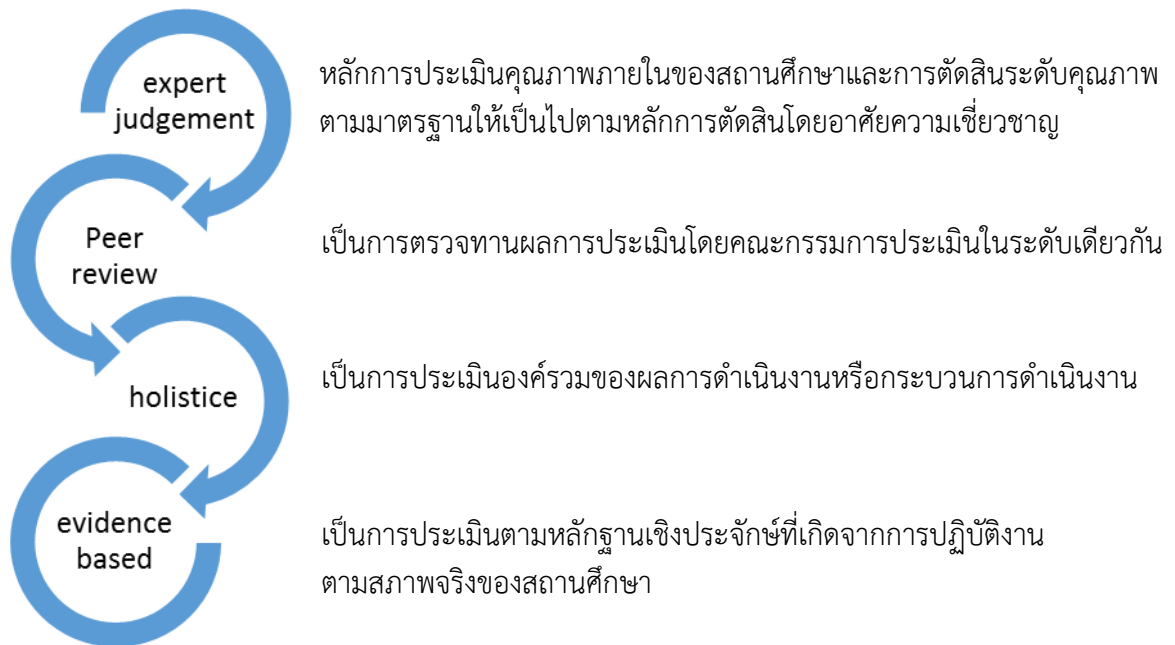 expert
judgement
หลักการประเมินคุณภาพภายในของสถานศึกษาและการตัดสินระดับคุณภาพ
ตามมาตรฐานให้เป็นไปตามหลักการตัดสินโดยอาศัยความเชี่ยวชาญ
Peer
review
เป็นการตรวจทานผลการประเมินโดยคณะกรรมการประเมินในระดับเดียวกัน
holistice
เป็นการประเมินองค์รวมของผลการดำเนินงานหรือกระบวนการดำเนินงาน
evidence
based
เป็นการประเมินตามหลักฐานเชิงประจักษ์ที่เกิดจากการปฏิบัติงาน
ตามสภาพจริงของสถานศึกษา